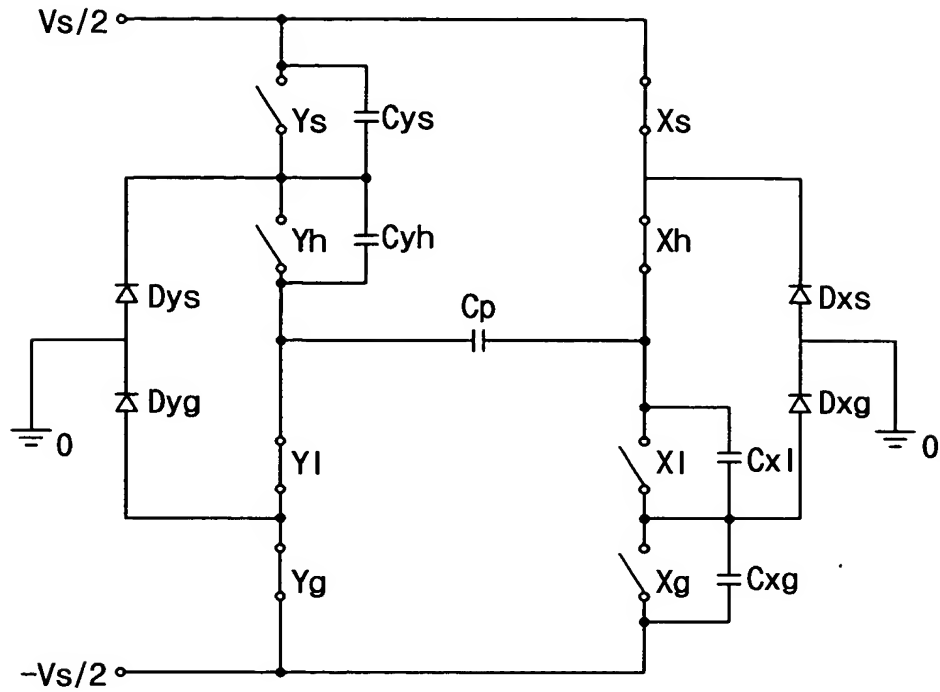 Vs/2
Ys Cys Xs
Yh Cyh Xh
Dys Cp Dxs
Dyg Dxg
0 Yl Xl Cxl 0
Yg Xg Cxg
-Vs/2